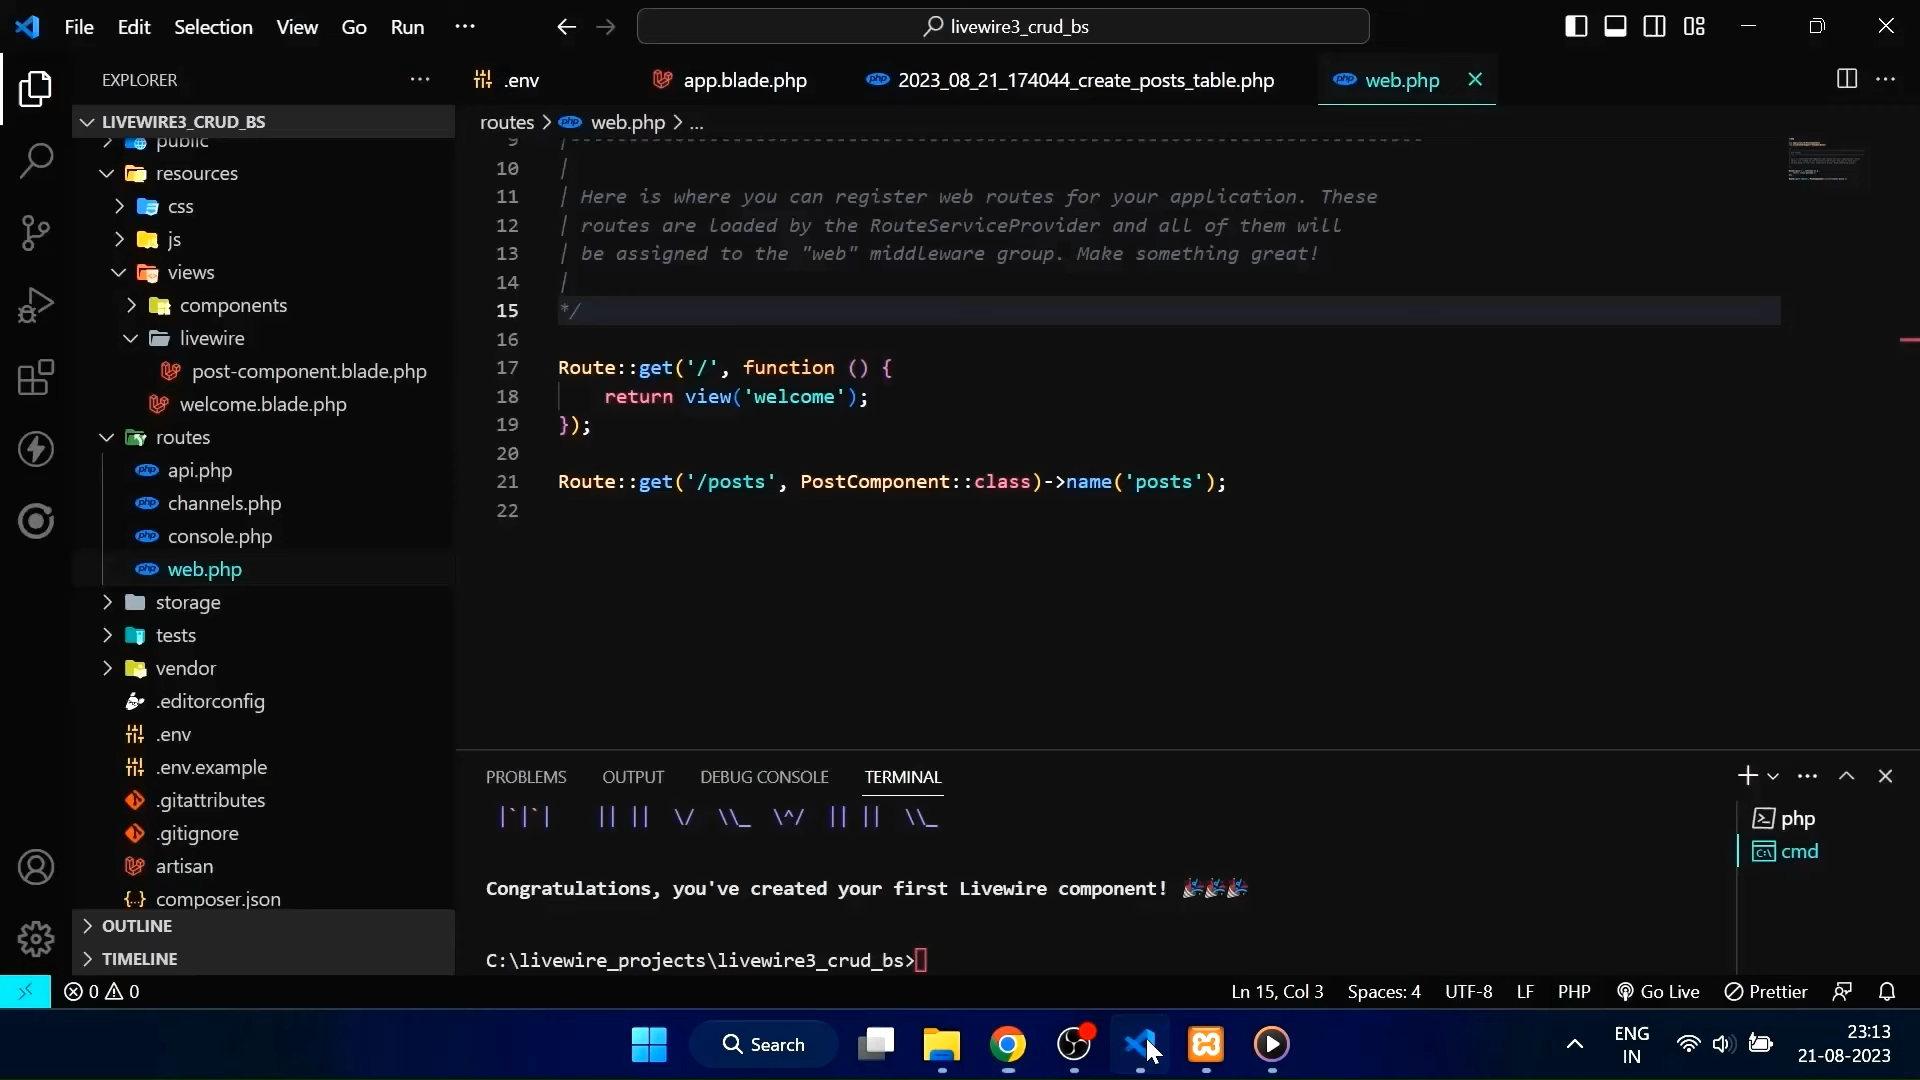 File Edit Selection View Go Run ···
livewire3_crud_bs
EXPLORER
.env
app.blade.php
2023_08_21_174044_create_posts_table.php
web.php
LIVEWIRE3_CRUD_BS
routes > web.php > ...
public
resources
css
js
views
components
livewire
post-component.blade.php
welcome.blade.php
routes
api.php
channels.php
console.php
web.php
storage
tests
vendor
.editorconfig
.env
.env.example
.gitattributes
.gitignore
artisan
composer.json
OUTLINE
TIMELINE
9 |--------------------------------------------------------------------------
10 |
11 | Here is where you can register web routes for your application. These
12 | routes are loaded by the RouteServiceProvider and all of them will
13 | be assigned to the "web" middleware group. Make something great!
14 |
15 */
16
17 Route::get('/', function () {
18     return view('welcome');
19 });
20
21 Route::get('/posts', PostComponent::class)->name('posts');
22
PROBLEMS OUTPUT DEBUG CONSOLE TERMINAL
|`|`|    || ||  \/  \\_  \^/  || ||  \\_
Congratulations, you've created your first Livewire component! 🎉🎉🎉
C:\livewire_projects\livewire3_crud_bs>
php
cmd
0 0
Ln 15, Col 3 Spaces: 4 UTF-8 LF PHP Go Live Prettier
Search
ENG
IN
23:13
21-08-2023